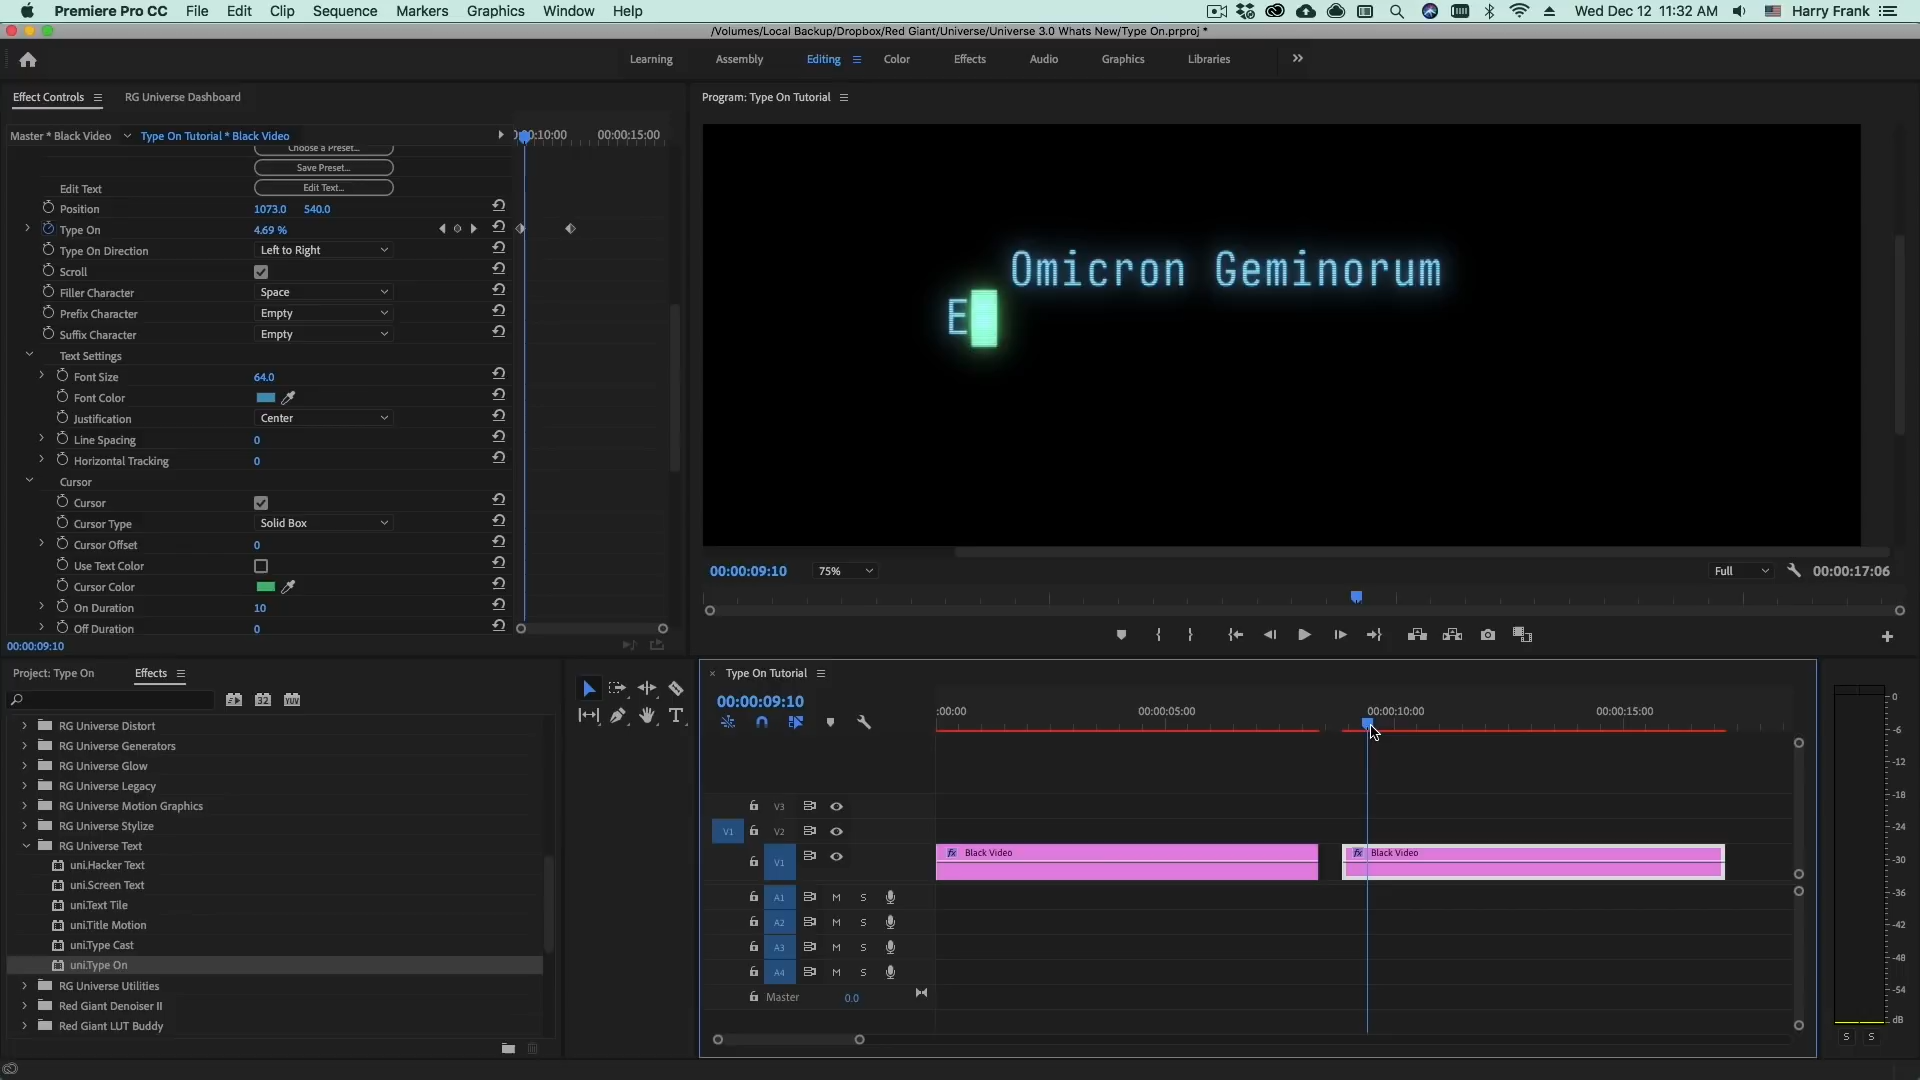 Premiere Pro CC File Edit Clip Sequence Markers Graphics Window Help Wed Dec 12 11:32 AM Harry Frank
/Volumes/Local Backup/Dropbox/Red Giant/Universe/Universe 3.0 Whats New/Type On.prproj *
Learning Assembly Editing Color Effects Audio Graphics Libraries
Effect Controls RG Universe Dashboard
Master * Black Video Type On Tutorial * Black Video
00:00:15:00
Choose a Preset...
Save Preset...
Edit Text Edit Text...
Position 1073.0 540.0
Type On 4.69 %
Type On Direction Left to Right
Scroll
Filler Character Space
Prefix Character Empty
Suffix Character Empty
Text Settings
Font Size 64.0
Font Color
Justification Center
Line Spacing 0
Horizontal Tracking 0
Cursor
Cursor
Cursor Type Solid Box
Cursor Offset 0
Use Text Color
Cursor Color
On Duration 10
Off Duration 0
00:00:09:10
Program: Type On Tutorial
Omicron Geminorum
E
00:00:09:10 75% Full 00:00:17:06
Project: Type On Effects
RG Universe Distort
RG Universe Generators
RG Universe Glow
RG Universe Legacy
RG Universe Motion Graphics
RG Universe Stylize
RG Universe Text
uni.Hacker Text
uni.Screen Text
uni.Text Tile
uni.Title Motion
uni.Type Cast
uni.Type On
RG Universe Utilities
Red Giant Denoiser II
Red Giant LUT Buddy
× Type On Tutorial
00:00:09:10
:00:00 00:00:05:00 00:00:10:00 00:00:15:00
V3
V1 V2
V1
fx Black Video fx Black Video
A1 M S
A2 M S
A3 M S
A4 M S
Master 0.0
0
-6
-12
-18
-24
-30
-36
-42
-48
-54
dB
S S